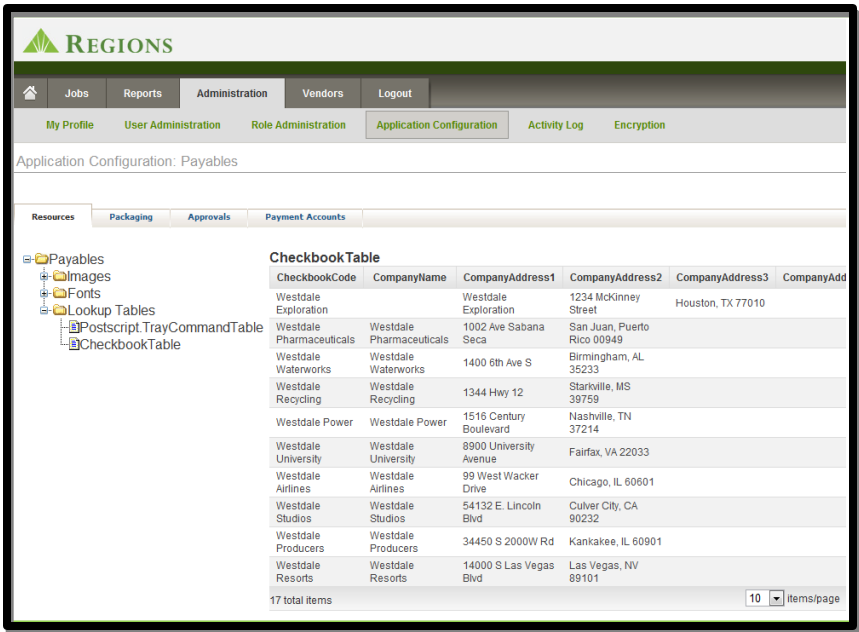 REGIONS
Jobs Reports Administration Vendors Logout
My Profile User Administration Role Administration Application Configuration Activity Log Encryption
Application Configuration: Payables
Resources Packaging Approvals Payment Accounts
Payables
Images
Fonts
Lookup Tables
Postscript.TrayCommandTable
CheckbookTable
CheckbookTable
CheckbookCode CompanyName CompanyAddress1 CompanyAddress2 CompanyAddress3 CompanyAdd
Westdale Westdale 1234 McKinney
Exploration Exploration Street Houston, TX 77010
Westdale Westdale 1002 Ave Sabana San Juan, Puerto
Pharmaceuticals Pharmaceuticals Seca Rico 00949
Westdale Westdale 1400 6th Ave S Birmingham, AL
Waterworks Waterworks 35233
Westdale Westdale 1344 Hwy 12 Starkville, MS
Recycling Recycling 39759
Westdale Power Westdale Power 1516 Century Nashville, TN
Boulevard 37214
Westdale Westdale 8900 University Fairfax, VA 22033
University University Avenue
Westdale Westdale 99 West Wacker Chicago, IL 60601
Airlines Airlines Drive
Westdale Westdale 54132 E. Lincoln Culver City, CA
Studios Studios Blvd 90232
Westdale Westdale 34450 S 2000W Rd Kankakee, IL 60901
Producers Producers
Westdale Westdale 14000 S Las Vegas Las Vegas, NV
Resorts Resorts Blvd 89101
17 total items 10 items/page